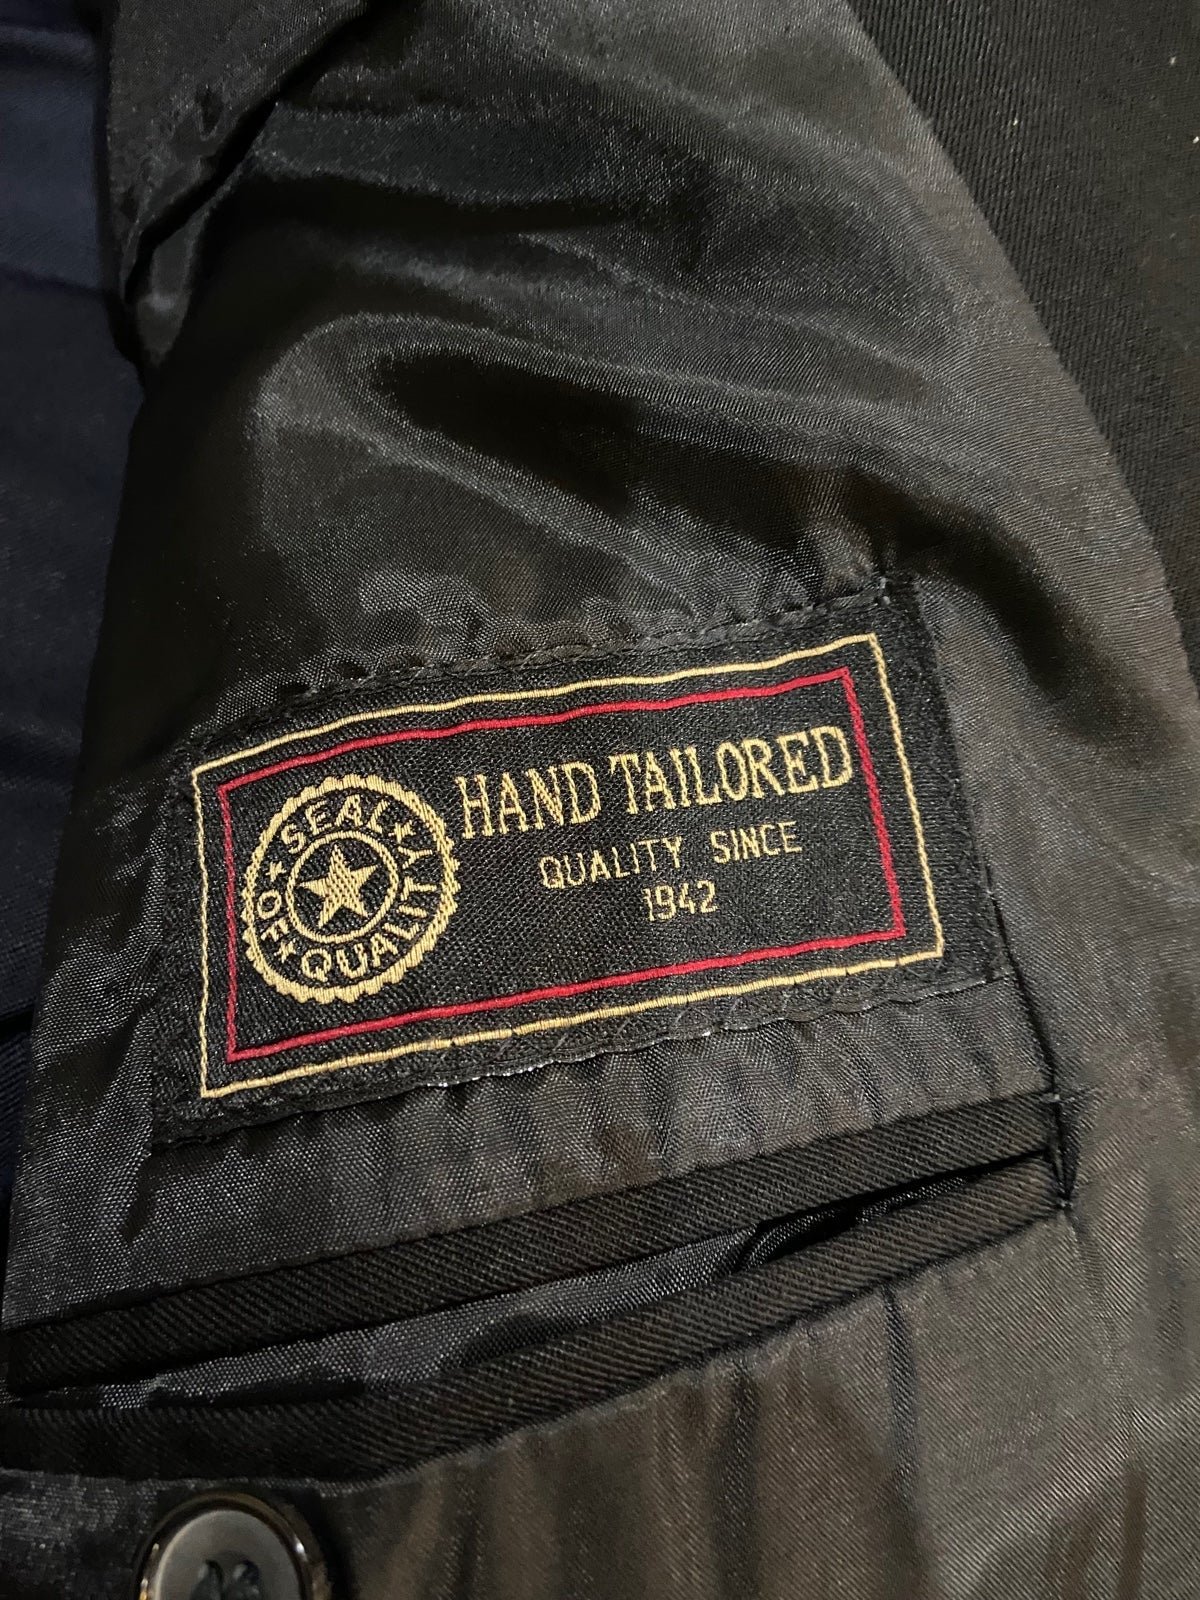 SEAL OF QUALITY
HAND TAILORED
QUALITY SINCE
1942